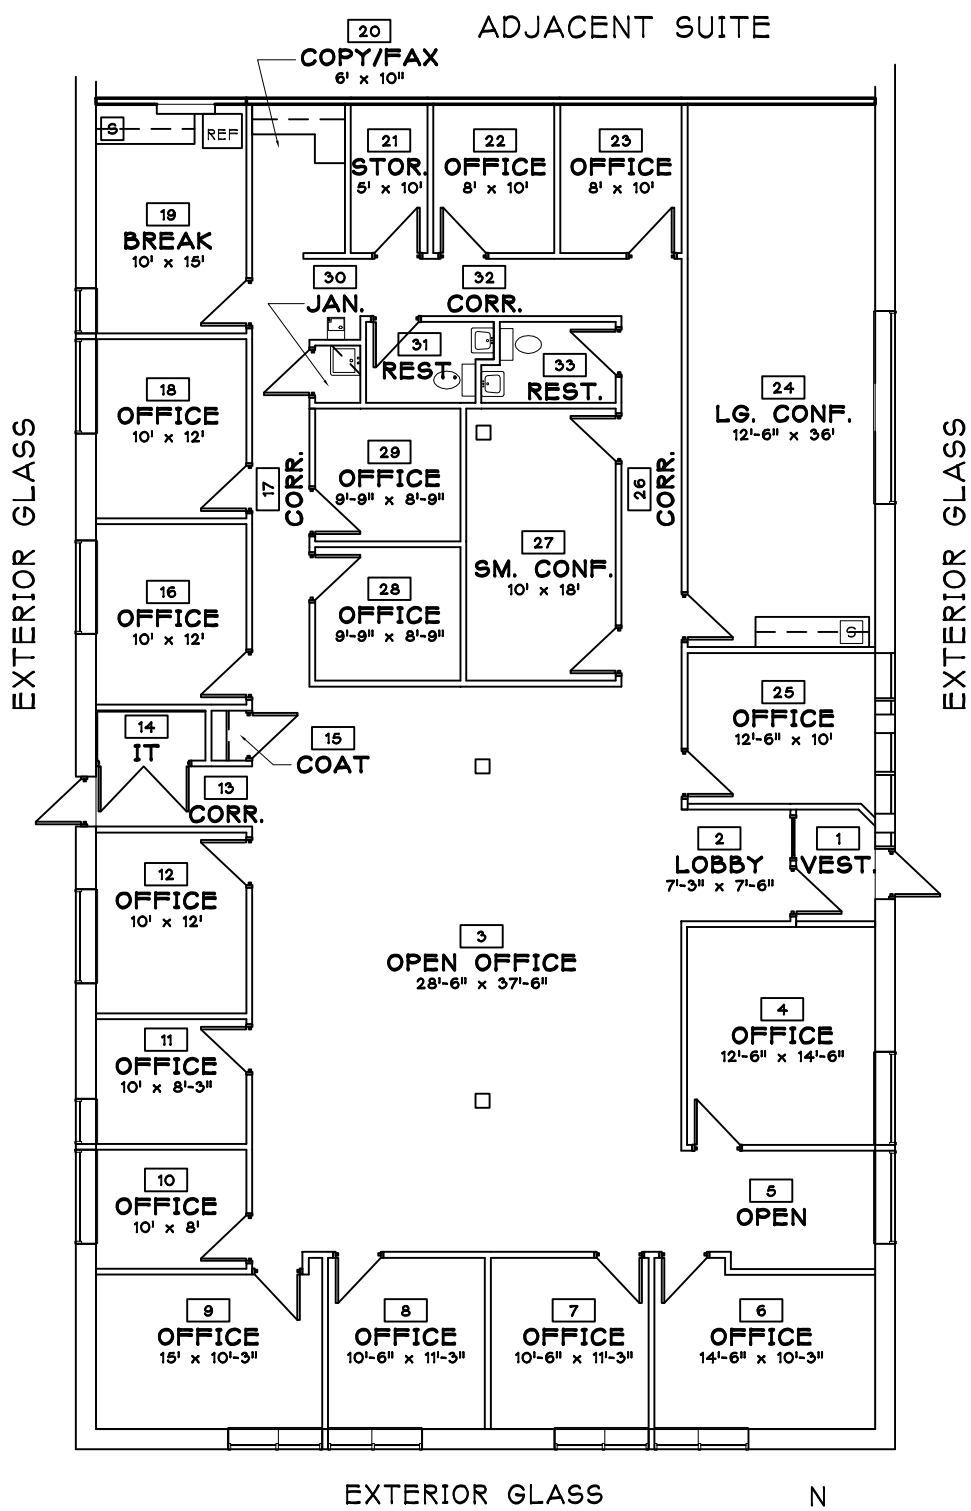 ADJACENT SUITE
20
COPY/FAX
6' x 10"
S
REF
21
STOR.
5' x 10'
22
OFFICE
8' x 10'
23
OFFICE
8' x 10'
19
BREAK
10' x 15'
30
JAN.
32
CORR.
31
REST
33
REST.
18
OFFICE
10' x 12'
24
LG. CONF.
12'-6" x 36'
EXTERIOR GLASS
17
CORR.
29
OFFICE
9'-9" x 8'-9"
26
CORR.
EXTERIOR GLASS
27
SM. CONF.
10' x 18'
16
OFFICE
10' x 12'
28
OFFICE
9'-9" x 8'-9"
S
25
OFFICE
12'-6" x 10'
14
IT
15
COAT
13
CORR.
2
LOBBY
7'-3" x 7'-6"
1
VEST.
12
OFFICE
10' x 12'
3
OPEN OFFICE
28'-6" x 37'-6"
4
OFFICE
12'-6" x 14'-6"
11
OFFICE
10' x 8'-3"
10
OFFICE
10' x 8'
5
OPEN
9
OFFICE
15' x 10'-3"
8
OFFICE
10'-6" x 11'-3"
7
OFFICE
10'-6" x 11'-3"
6
OFFICE
14'-6" x 10'-3"
EXTERIOR GLASS
N